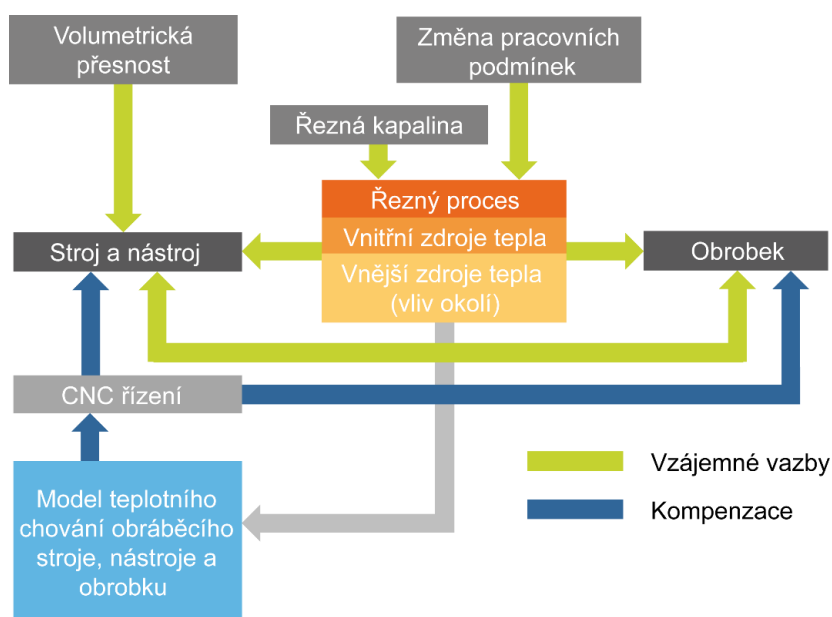 Volumetrická
přesnost
Změna pracovních
podmínek
Řezná kapalina
Řezný proces
Vnitřní zdroje tepla
Vnější zdroje tepla
(vliv okolí)
Stroj a nástroj
Obrobek
CNC řízení
Model teplotního
chování obráběcího
stroje, nástroje a
obrobku
Vzájemné vazby
Kompenzace